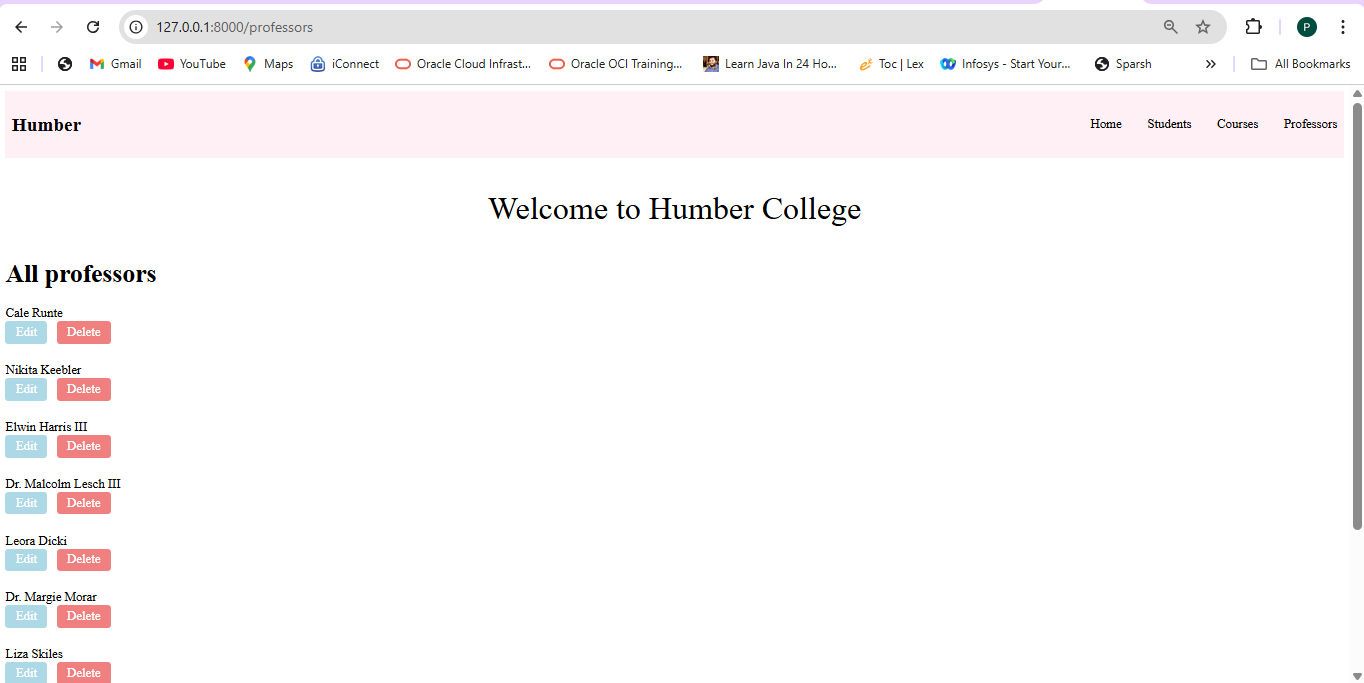 127.0.0.1:8000/professors
P
Gmail YouTube Maps iConnect Oracle Cloud Infrast... Oracle OCI Training... Learn Java In 24 Ho... Toc | Lex Infosys - Start Your... Sparsh » All Bookmarks
Humber Home Students Courses Professors
Welcome to Humber College
All professors
Cale Runte
Edit Delete
Nikita Keebler
Edit Delete
Elwin Harris III
Edit Delete
Dr. Malcolm Lesch III
Edit Delete
Leora Dicki
Edit Delete
Dr. Margie Morar
Edit Delete
Liza Skiles
Edit Delete